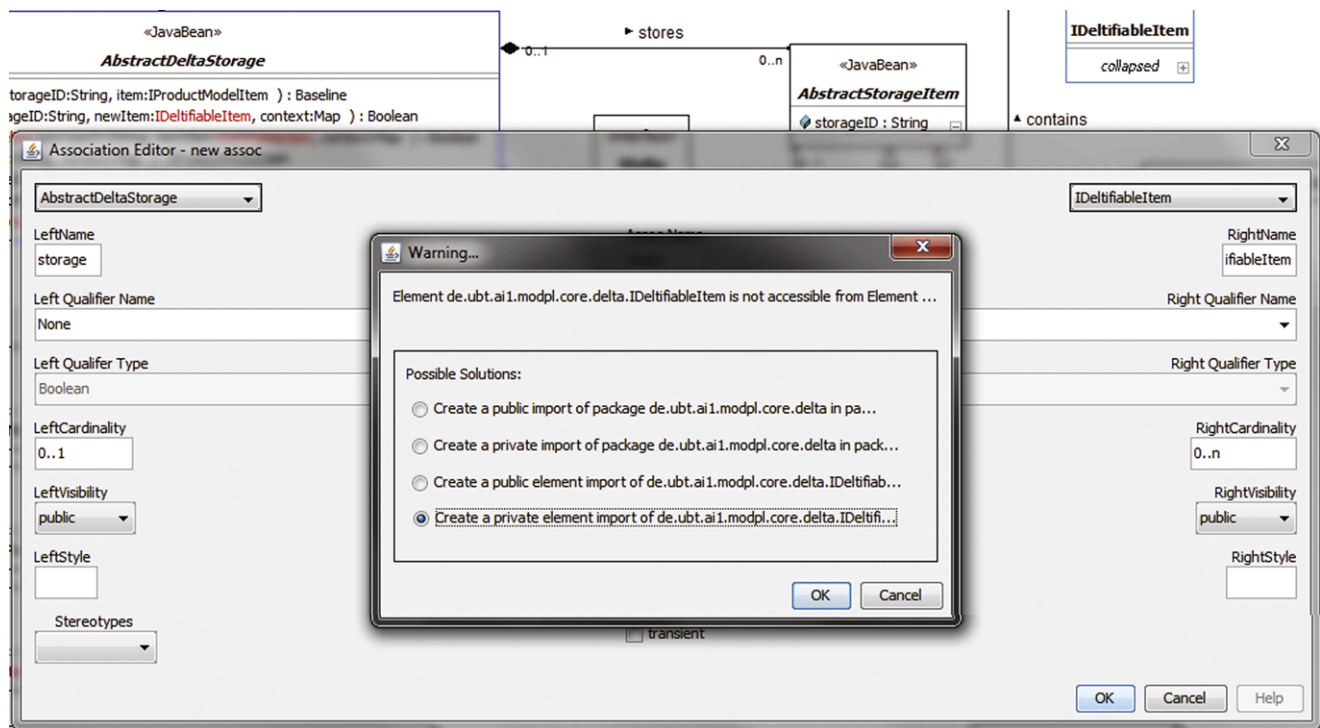 «JavaBean»
AbstractDeltaStorage
torageID:String, item:IProductModelItem ) : Baseline
ageID:String, newItem:IDeltifiableItem, context:Map ) : Boolean
stores
0..1
0..n
«JavaBean»
AbstractStorageItem
storageID : String
IDeltifiableItem
collapsed
contains
Association Editor - new assoc
AbstractDeltaStorage
IDeltifiableItem
LeftName
RightName
storage
ifiableItem
Left Qualifier Name
Right Qualifier Name
None
Left Qualifer Type
Right Qualifier Type
Boolean
LeftCardinality
RightCardinality
0..1
0..n
LeftVisibility
RightVisibility
public
public
LeftStyle
RightStyle
Stereotypes
transient
OK
Cancel
Help
Warning...
Element de.ubt.ai1.modpl.core.delta.IDeltifiableItem is not accessible from Element ...
Possible Solutions:
Create a public import of package de.ubt.ai1.modpl.core.delta in pa...
Create a private import of package de.ubt.ai1.modpl.core.delta in pack...
Create a public element import of de.ubt.ai1.modpl.core.delta.IDeltifiab...
Create a private element import of de.ubt.ai1.modpl.core.delta.IDeltifi...
OK
Cancel